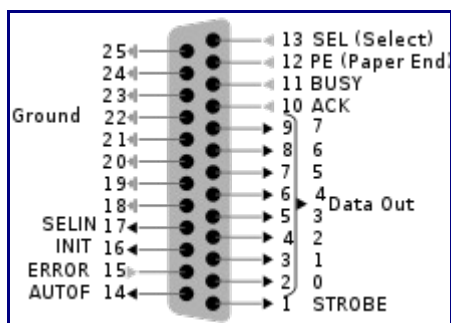 13 SEL (Select)
25
12 PE (Paper End)
24
11 BUSY
23
10 ACK
Ground 22
9 7
21
8 6
20
7 5
19
6 4 Data Out
18
5 3
SELIN 17
4 2
INIT 16
3 1
ERROR 15
2 0
AUTOF 14
1 STROBE